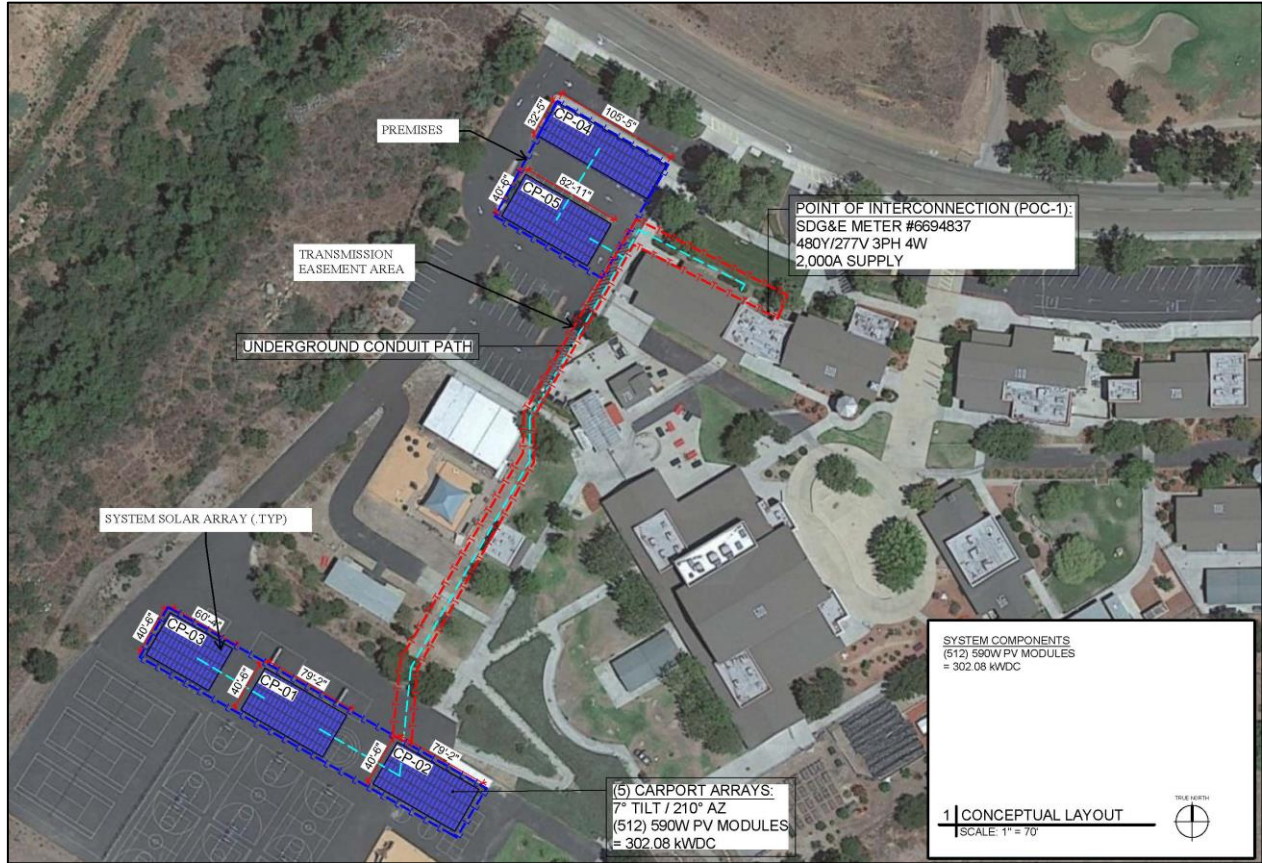 105'-5"
32'-5"
CP-04
PREMISES
82'-11"
40'-6"
CP-05
POINT OF INTERCONNECTION (POC-1):
SDG&E METER #6694837
480Y/277V 3PH 4W
2,000A SUPPLY
TRANSMISSION
EASEMENT AREA
UNDERGROUND CONDUIT PATH
SYSTEM SOLAR ARRAY (.TYP)
60'-4"
40'-6"
CP-03
79'-2"
40'-6"
CP-01
79'-2"
40'-6"
CP-02
(5) CARPORT ARRAYS:
7° TILT / 210° AZ
(512) 590W PV MODULES
= 302.08 kWDC
SYSTEM COMPONENTS
(512) 590W PV MODULES
= 302.08 kWDC
1 CONCEPTUAL LAYOUT
SCALE: 1" = 70'
TRUE NORTH